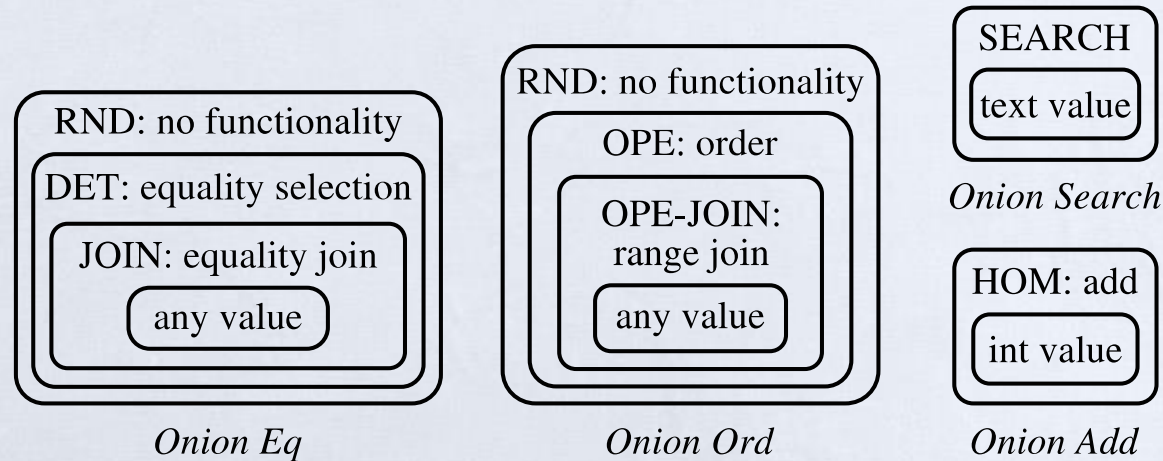 RND: no functionality
DET: equality selection
JOIN: equality join
any value
Onion Eq
RND: no functionality
OPE: order
OPE-JOIN:
range join
any value
Onion Ord
SEARCH
text value
Onion Search
HOM: add
int value
Onion Add